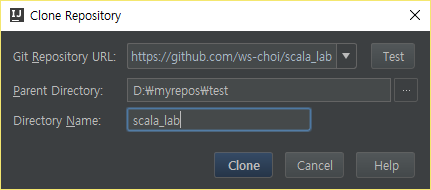 Clone Repository
Git Repository URL: https://github.com/ws-choi/scala_lab Test
Parent Directory: D:₩myrepos₩test ...
Directory Name: scala_lab
Clone Cancel Help